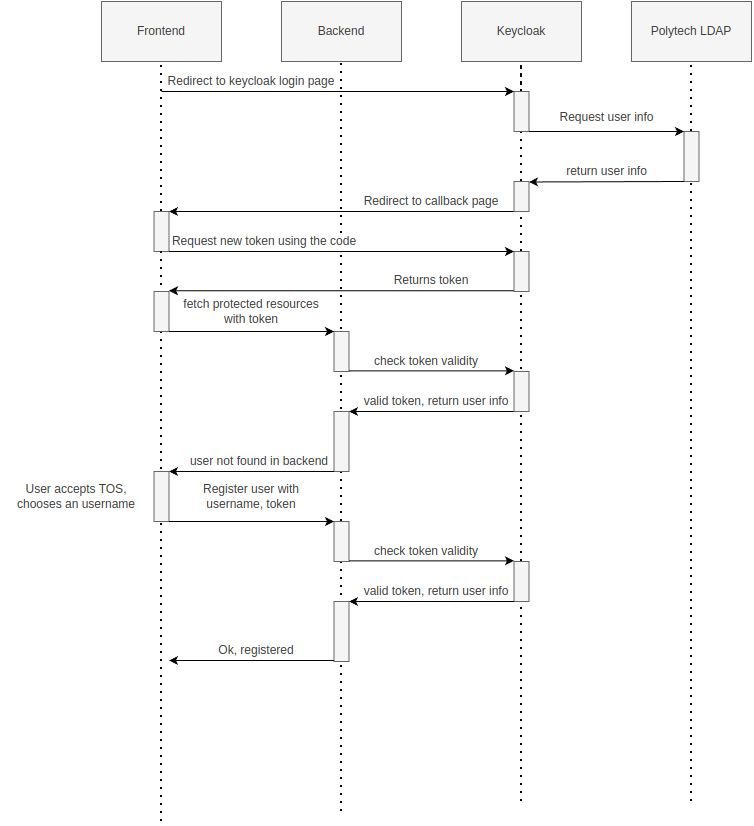 Frontend
Backend
Keycloak
Polytech LDAP
Redirect to keycloak login page
Request user info
return user info
Redirect to callback page
Request new token using the code
Returns token
fetch protected resources
with token
check token validity
valid token, return user info
user not found in backend
User accepts TOS,
chooses an username
Register user with
username, token
check token validity
valid token, return user info
Ok, registered